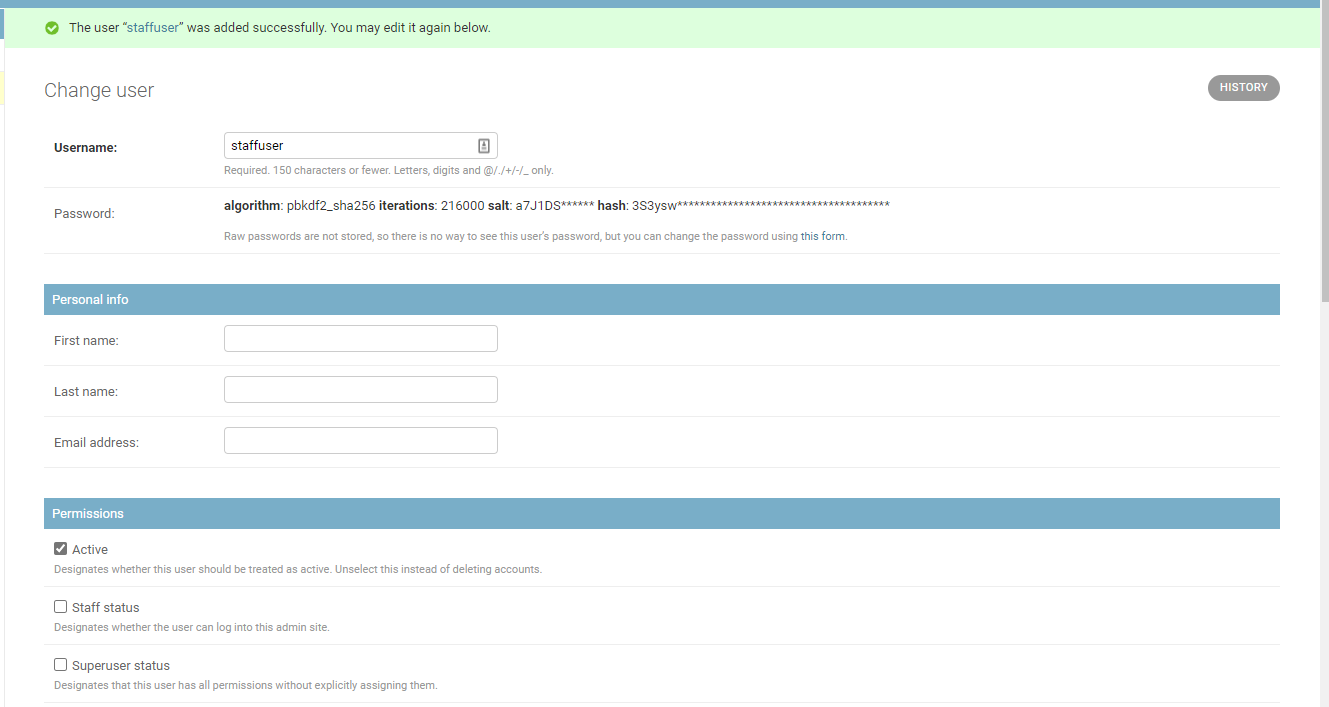 The user “staffuser” was added successfully. You may edit it again below.
Change user
HISTORY
Username:
staffuser
Required. 150 characters or fewer. Letters, digits and @/./+/-/_ only.
Password:
algorithm: pbkdf2_sha256 iterations: 216000 salt: a7J1DS****** hash: 3S3ysw**************************************
Raw passwords are not stored, so there is no way to see this user's password, but you can change the password using this form.
Personal info
First name:
Last name:
Email address:
Permissions
Active
Designates whether this user should be treated as active. Unselect this instead of deleting accounts.
Staff status
Designates whether the user can log into this admin site.
Superuser status
Designates that this user has all permissions without explicitly assigning them.